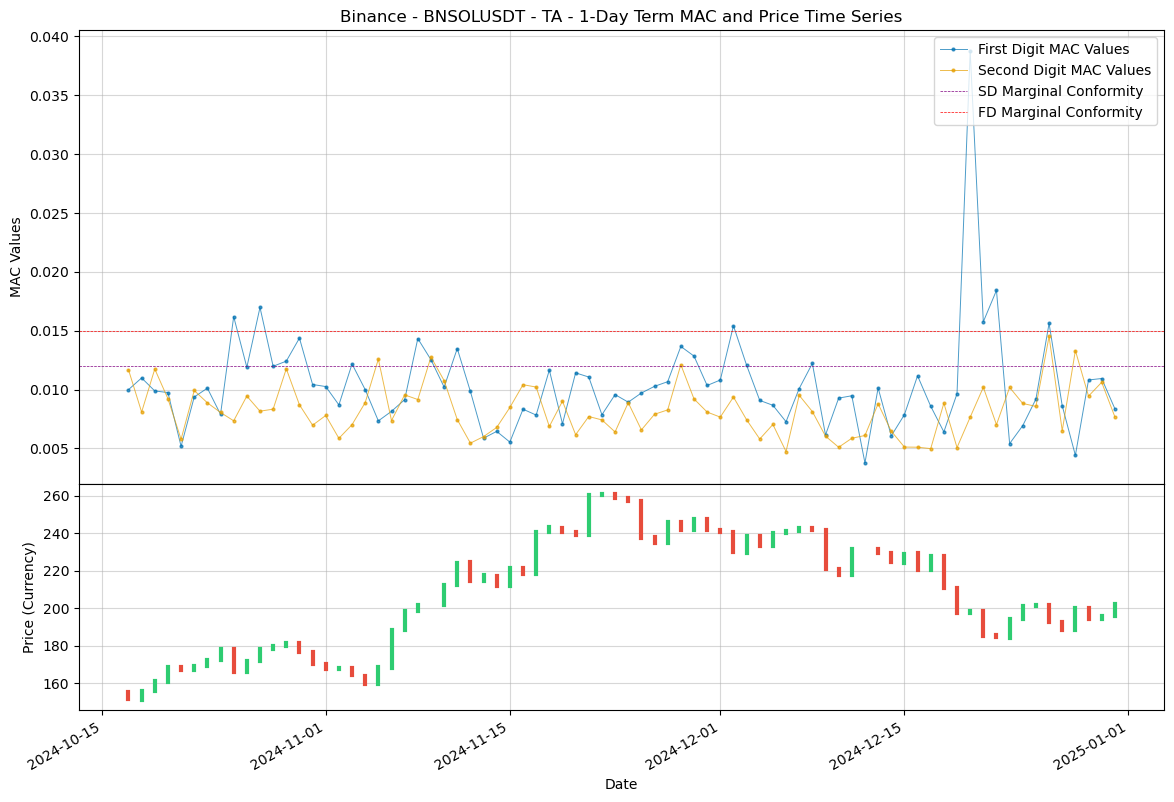 Binance - BNSOLUSDT - TA - 1-Day Term MAC and Price Time Series
First Digit MAC Values
Second Digit MAC Values
SD Marginal Conformity
FD Marginal Conformity
MAC Values
0.040
0.035
0.030
0.025
0.020
0.015
0.010
0.005
Price (Currency)
260
240
220
200
180
160
2024-10-15
2024-11-01
2024-11-15
2024-12-01
2024-12-15
2025-01-01
Date